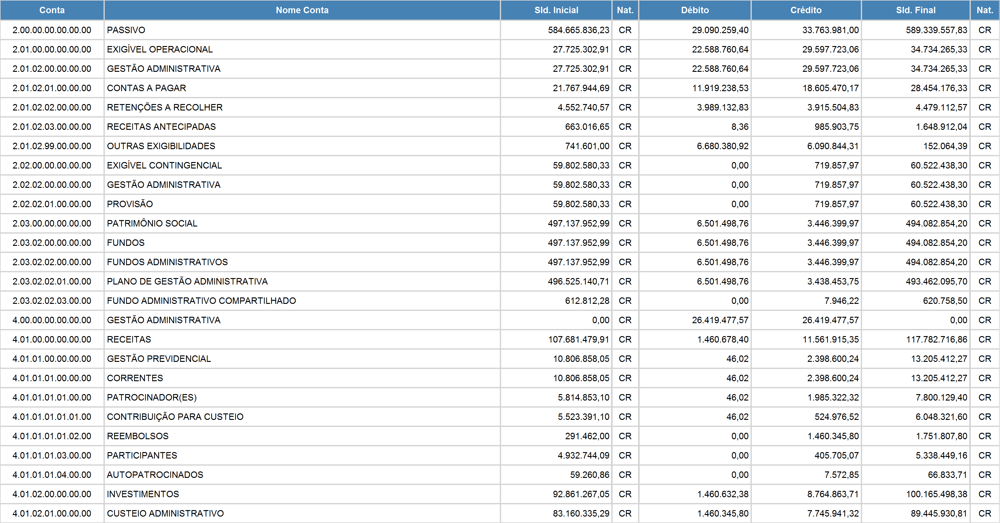 Conta Nome Conta Sld. Inicial Nat. Débito Crédito Sld. Final Nat.
2.00.00.00.00.00.00 PASSIVO 584.665.836,23 CR 29.090.259,40 33.763.981,00 589.339.557,83 CR
2.01.00.00.00.00.00 EXIGÍVEL OPERACIONAL 27.725.302,91 CR 22.588.760,64 29.597.723,06 34.734.265,33 CR
2.01.02.00.00.00.00 GESTÃO ADMINISTRATIVA 27.725.302,91 CR 22.588.760,64 29.597.723,06 34.734.265,33 CR
2.01.02.01.00.00.00 CONTAS A PAGAR 21.767.944,69 CR 11.919.238,53 18.605.470,17 28.454.176,33 CR
2.01.02.02.00.00.00 RETENÇÕES A RECOLHER 4.552.740,57 CR 3.989.132,83 3.915.504,83 4.479.112,57 CR
2.01.02.03.00.00.00 RECEITAS ANTECIPADAS 663.016,65 CR 8,36 985.903,75 1.648.912,04 CR
2.01.02.99.00.00.00 OUTRAS EXIGIBILIDADES 741.601,00 CR 6.680.380,92 6.090.844,31 152.064,39 CR
2.02.00.00.00.00.00 EXIGÍVEL CONTINGENCIAL 59.802.580,33 CR 0,00 719.857,97 60.522.438,30 CR
2.02.02.00.00.00.00 GESTÃO ADMINISTRATIVA 59.802.580,33 CR 0,00 719.857,97 60.522.438,30 CR
2.02.02.01.00.00.00 PROVISÃO 59.802.580,33 CR 0,00 719.857,97 60.522.438,30 CR
2.03.00.00.00.00.00 PATRIMÔNIO SOCIAL 497.137.952,99 CR 6.501.498,76 3.446.399,97 494.082.854,20 CR
2.03.02.00.00.00.00 FUNDOS 497.137.952,99 CR 6.501.498,76 3.446.399,97 494.082.854,20 CR
2.03.02.02.00.00.00 FUNDOS ADMINISTRATIVOS 497.137.952,99 CR 6.501.498,76 3.446.399,97 494.082.854,20 CR
2.03.02.02.01.00.00 PLANO DE GESTÃO ADMINISTRATIVA 496.525.140,71 CR 6.501.498,76 3.438.453,75 493.462.095,70 CR
2.03.02.02.03.00.00 FUNDO ADMINISTRATIVO COMPARTILHADO 612.812,28 CR 0,00 7.946,22 620.758,50 CR
4.00.00.00.00.00.00 GESTÃO ADMINISTRATIVA 0,00 CR 26.419.477,57 26.419.477,57 0,00 CR
4.01.00.00.00.00.00 RECEITAS 107.681.479,91 CR 1.460.678,40 11.561.915,35 117.782.716,86 CR
4.01.01.00.00.00.00 GESTÃO PREVIDENCIAL 10.806.858,05 CR 46,02 2.398.600,24 13.205.412,27 CR
4.01.01.01.00.00.00 CORRENTES 10.806.858,05 CR 46,02 2.398.600,24 13.205.412,27 CR
4.01.01.01.01.00.00 PATROCINADOR(ES) 5.814.853,10 CR 46,02 1.985.322,32 7.800.129,40 CR
4.01.01.01.01.01.00 CONTRIBUIÇÃO PARA CUSTEIO 5.523.391,10 CR 46,02 524.976,52 6.048.321,60 CR
4.01.01.01.01.02.00 REEMBOLSOS 291.462,00 CR 0,00 1.460.345,80 1.751.807,80 CR
4.01.01.01.03.00.00 PARTICIPANTES 4.932.744,09 CR 0,00 405.705,07 5.338.449,16 CR
4.01.01.01.04.00.00 AUTOPATROCINADOS 59.260,86 CR 0,00 7.572,85 66.833,71 CR
4.01.02.00.00.00.00 INVESTIMENTOS 92.861.267,05 CR 1.460.632,38 8.764.863,71 100.165.498,38 CR
4.01.02.01.00.00.00 CUSTEIO ADMINISTRATIVO 83.160.335,29 CR 1.460.345,80 7.745.941,32 89.445.930,81 CR